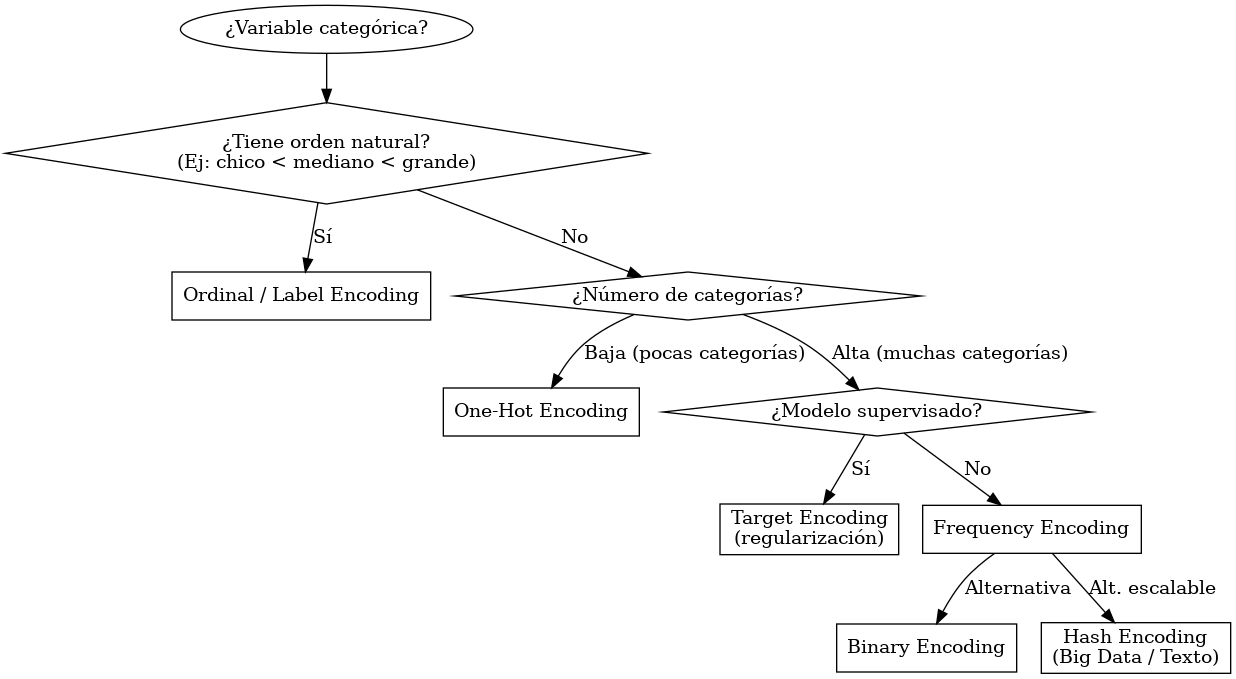 ¿Variable categórica?
¿Tiene orden natural?
(Ej: chico < mediano < grande)
Sí
No
Ordinal / Label Encoding
¿Número de categorías?
Baja (pocas categorías)
Alta (muchas categorías)
One-Hot Encoding
¿Modelo supervisado?
Sí
No
Target Encoding
(regularización)
Frequency Encoding
Alternativa
Alt. escalable
Binary Encoding
Hash Encoding
(Big Data / Texto)